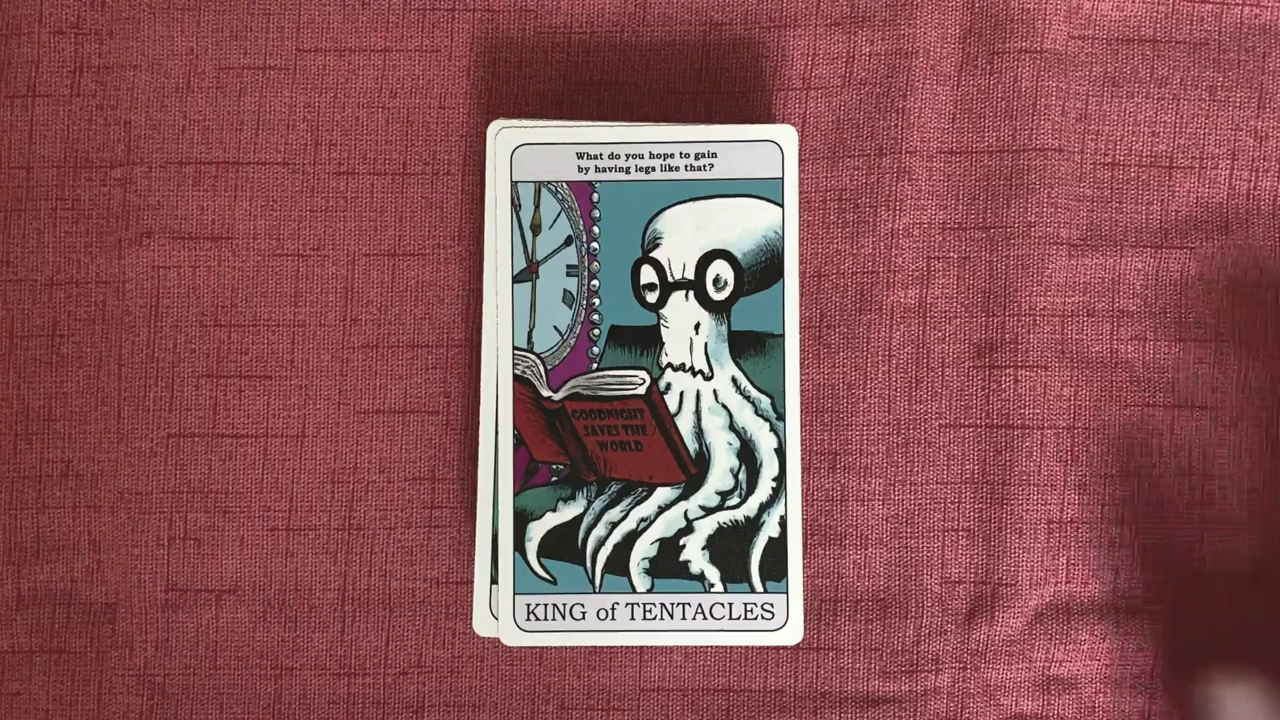 What do you hope to gain
by having legs like that?
GOODNIGHT
SAVES THE
WORLD
KING of TENTACLES